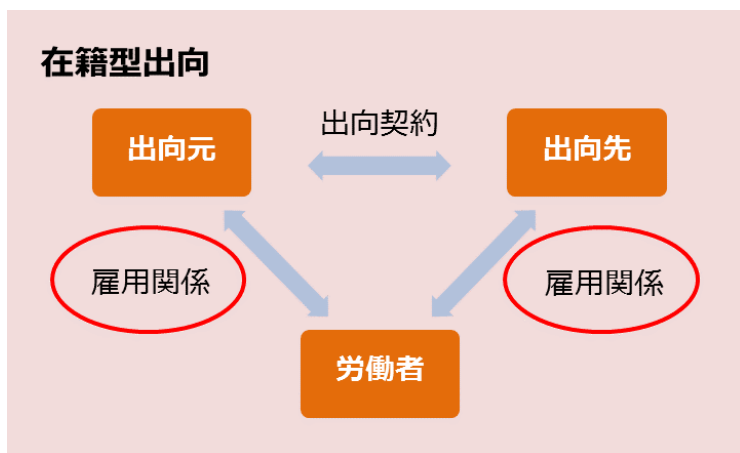 在籍型出向
出向契約
出向元
出向先
雇用関係
雇用関係
労働者